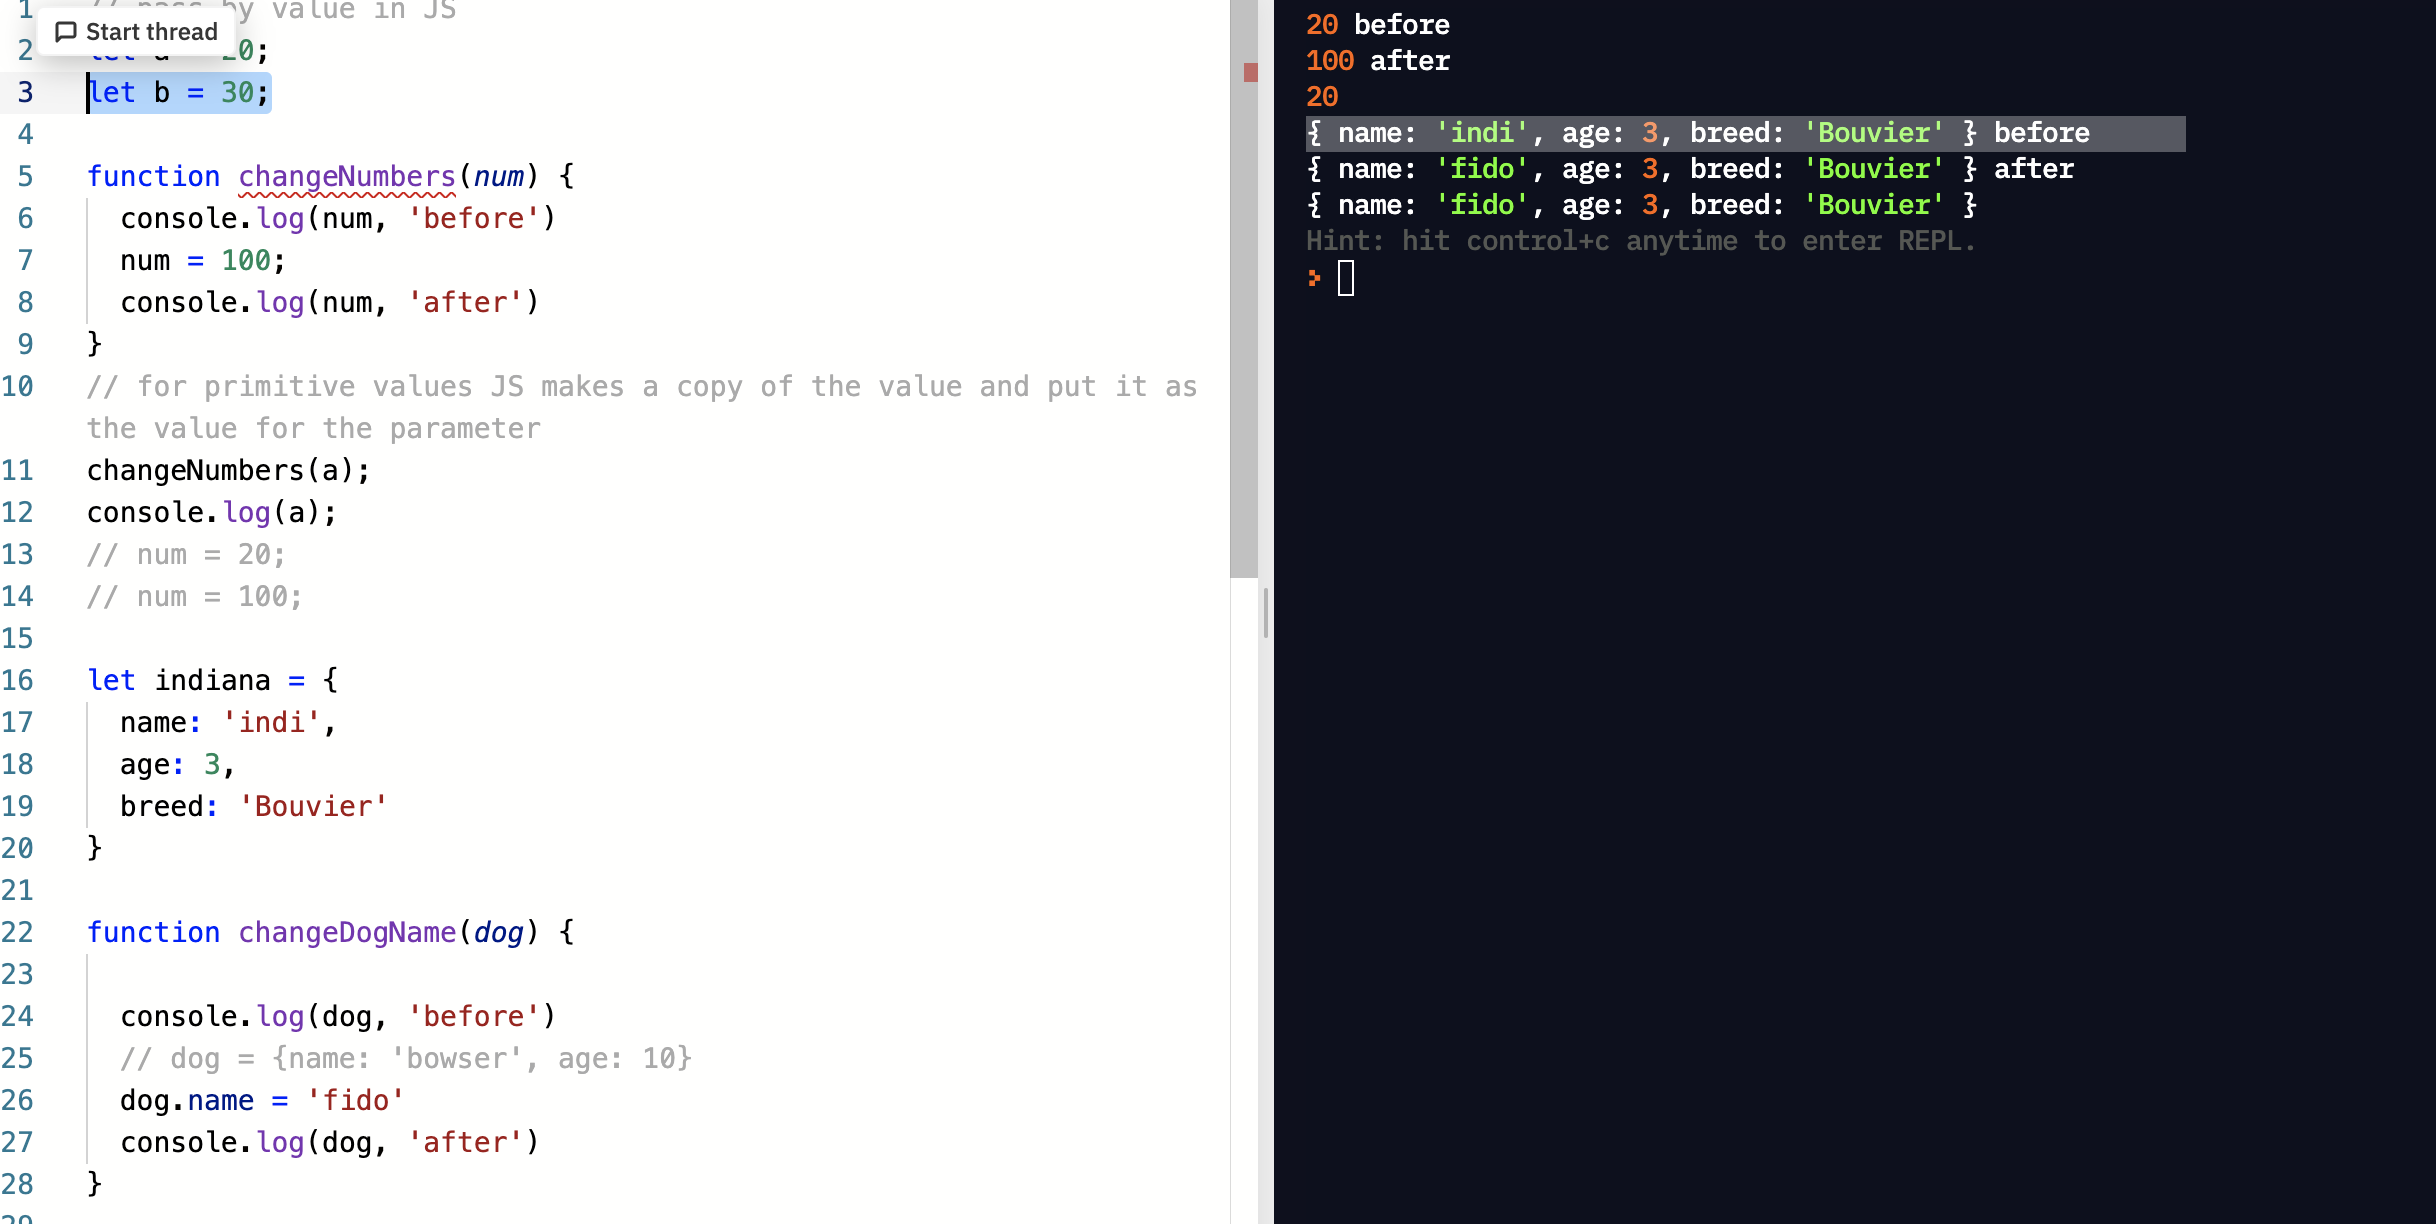 1 // pass by value in JS
Start thread
2 let a 20;
3 let b = 30;
4
5 function changeNumbers(num) {
6 console.log(num, 'before')
7 num = 100;
8 console.log(num, 'after')
9 }
10 // for primitive values JS makes a copy of the value and put it as
the value for the parameter
11 changeNumbers(a);
12 console.log(a);
13 // num = 20;
14 // num = 100;
15
16 let indiana = {
17 name: 'indi',
18 age: 3,
19 breed: 'Bouvier'
20 }
21
22 function changeDogName(dog) {
23
24 console.log(dog, 'before')
25 // dog = {name: 'bowser', age: 10}
26 dog.name = 'fido'
27 console.log(dog, 'after')
28 }
29
20 before
100 after
20
{ name: 'indi', age: 3, breed: 'Bouvier' } before
{ name: 'fido', age: 3, breed: 'Bouvier' } after
{ name: 'fido', age: 3, breed: 'Bouvier' }
Hint: hit control+c anytime to enter REPL.
>